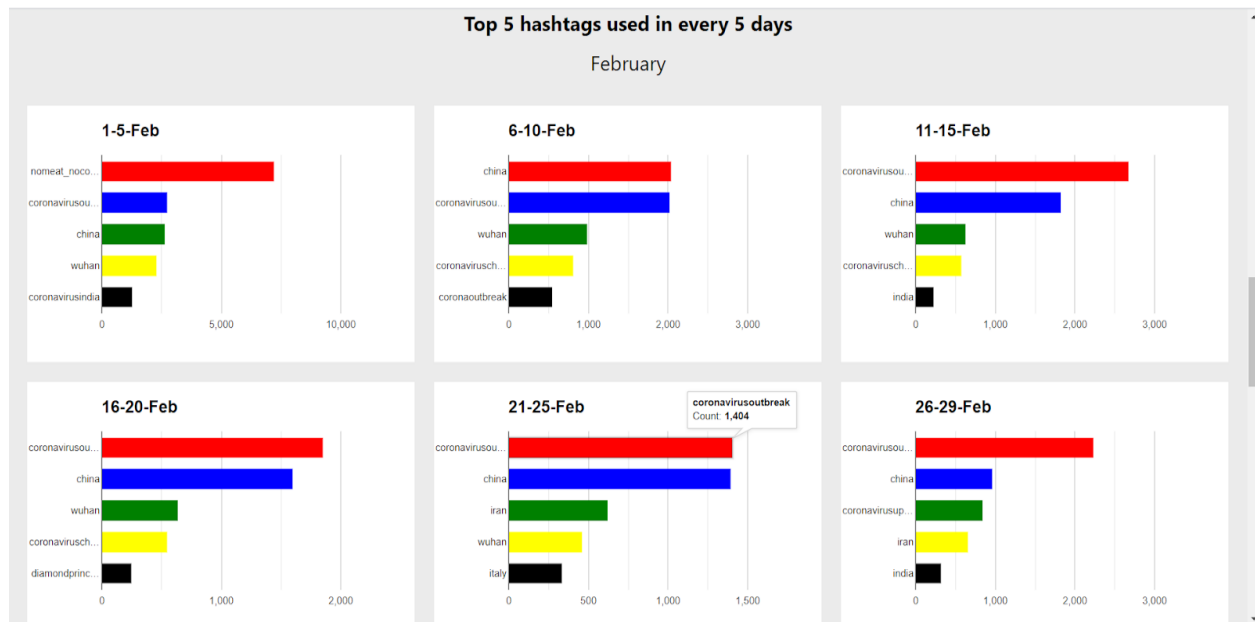 Top 5 hashtags used in every 5 days
February
1-5-Feb
nomeat_noco...
coronavirusou...
china
wuhan
coronavirusindia
0 5,000 10,000
6-10-Feb
china
coronavirusou...
wuhan
coronavirusch...
coronaoutbreak
0 1,000 2,000 3,000
11-15-Feb
coronavirusou...
china
wuhan
coronavirusch...
india
0 1,000 2,000 3,000
16-20-Feb
coronavirusou...
china
wuhan
coronavirusch...
diamondprinc...
0 1,000 2,000
21-25-Feb
coronavirusoutbreak
Count: 1,404
coronavirusou...
china
iran
wuhan
italy
0 500 1,000 1,500
26-29-Feb
coronavirusou...
china
coronavirusup...
iran
india
0 1,000 2,000 3,000